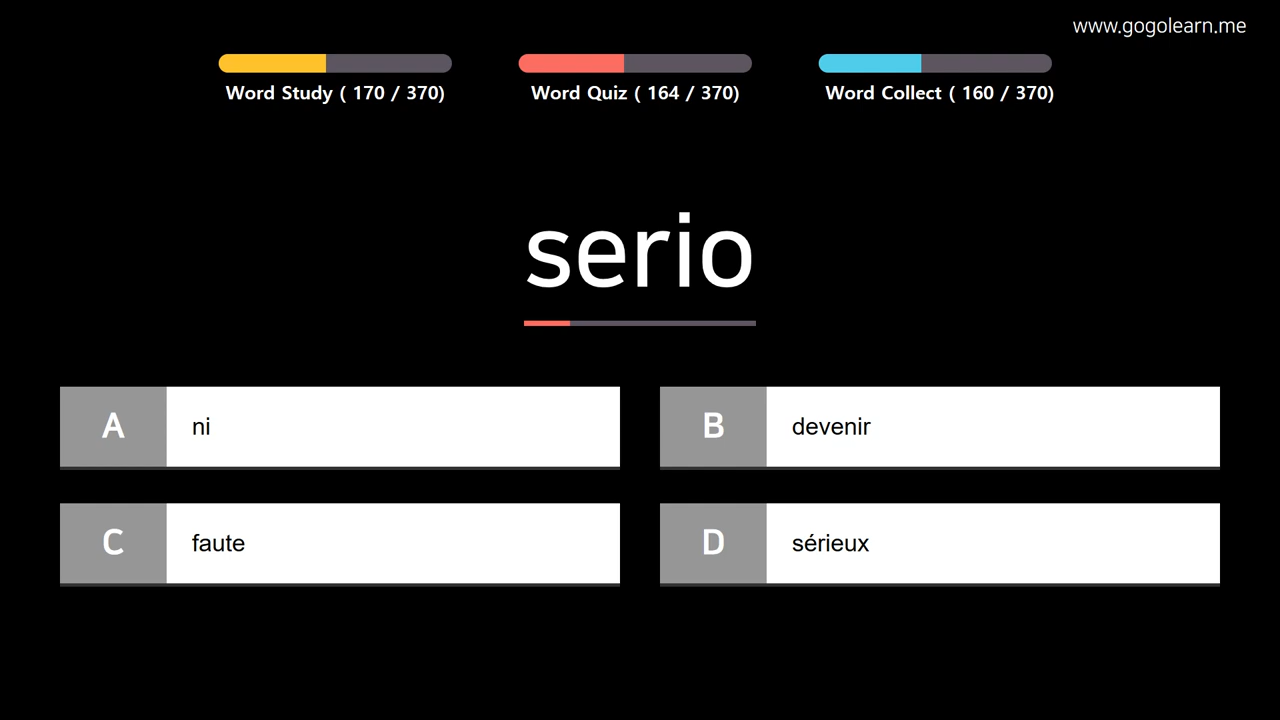 www.gogolearn.me
Word Study ( 170 / 370)
Word Quiz ( 164 / 370)
Word Collect ( 160 / 370)
serio
A ni
B devenir
C faute
D sérieux